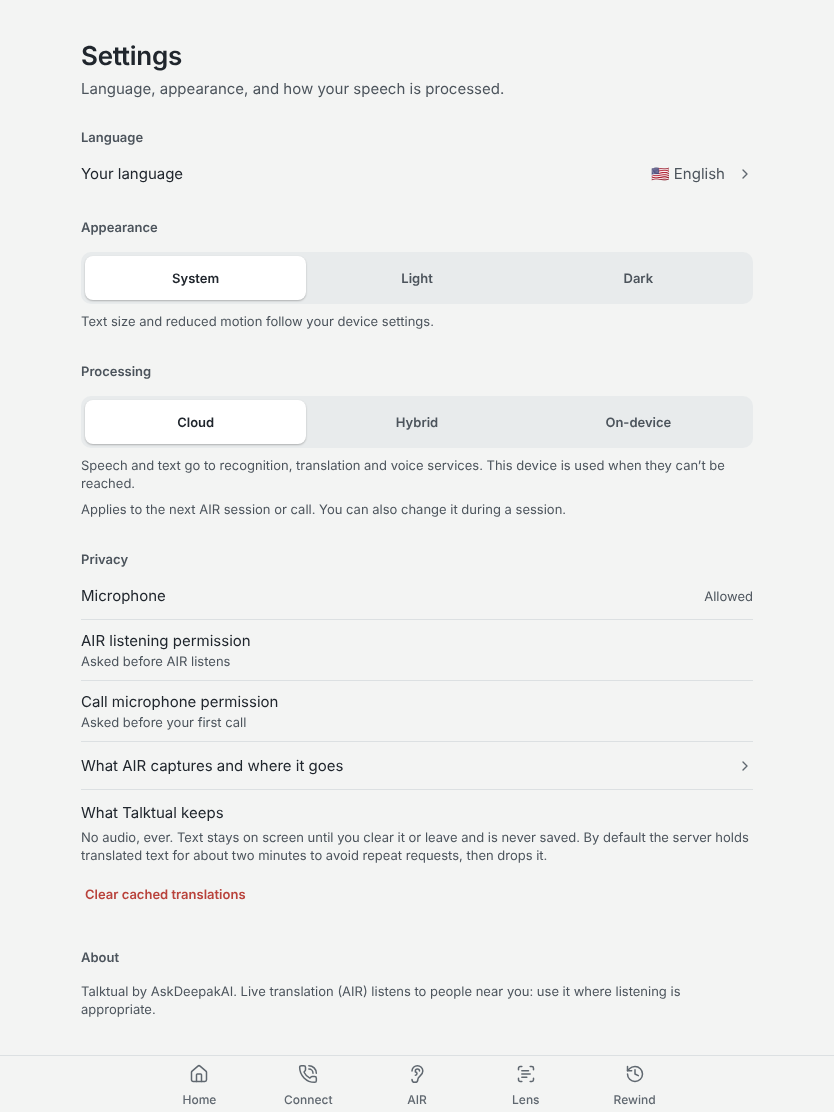 Settings
Language, appearance, and how your speech is processed.
Language
Your language
🇺🇸 English
Appearance
System
Light
Dark
Text size and reduced motion follow your device settings.
Processing
Cloud
Hybrid
On-device
Speech and text go to recognition, translation and voice services. This device is used when they can’t be
reached.
Applies to the next AIR session or call. You can also change it during a session.
Privacy
Microphone
Allowed
AIR listening permission
Asked before AIR listens
Call microphone permission
Asked before your first call
What AIR captures and where it goes
What Talktual keeps
No audio, ever. Text stays on screen until you clear it or leave and is never saved. By default the server holds
translated text for about two minutes to avoid repeat requests, then drops it.
Clear cached translations
About
Talktual by AskDeepakAI. Live translation (AIR) listens to people near you: use it where listening is
appropriate.
Home
Connect
AIR
Lens
Rewind